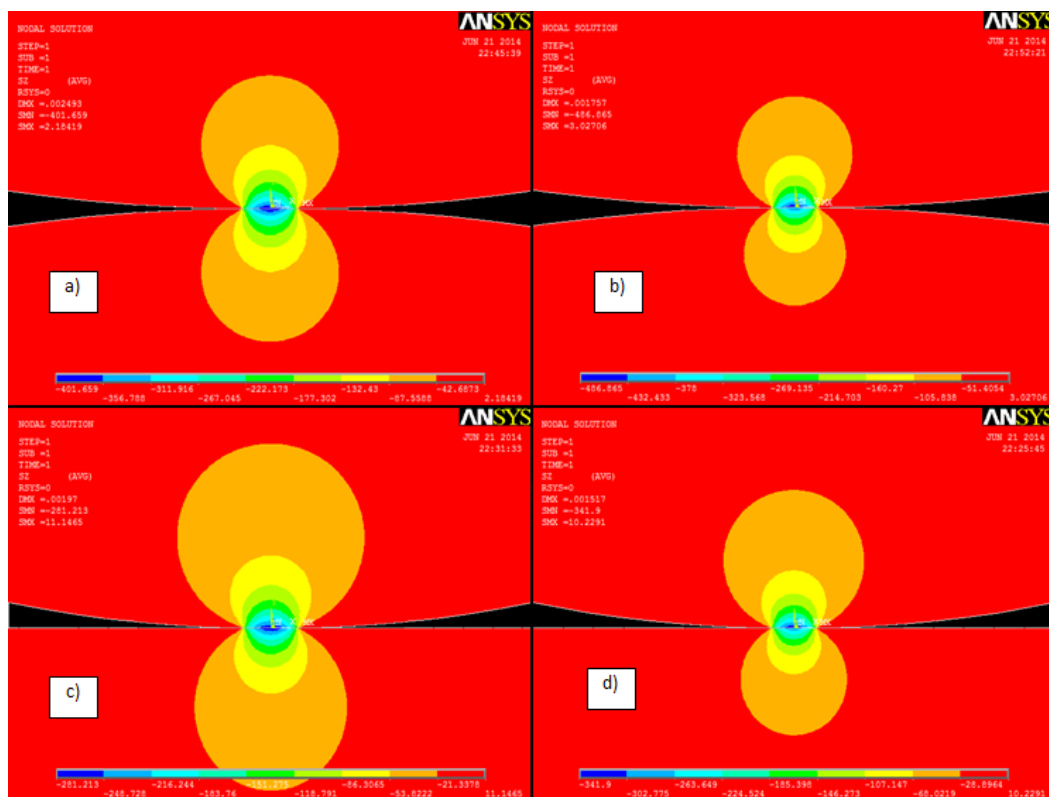 ANSYS
NODAL SOLUTION
JUN 21 2014
22:45:39
STEP=1
SUB =1
TIME=1
SZ (AVG)
RSYS=0
DMX =.002493
SMN =-401.659
SMX =2.18419
MX
a)
-401.659 -311.916 -222.173 -132.43 -42.6873
-356.788 -267.045 -177.302 -87.5588 2.18419
ANSYS
NODAL SOLUTION
JUN 21 2014
22:52:21
STEP=1
SUB =1
TIME=1
SZ (AVG)
RSYS=0
DMX =.001757
SMN =-486.865
SMX =3.02706
MX
b)
-486.865 -378 -269.135 -160.27 -51.4054
-432.433 -323.568 -214.703 -105.838 3.02706
ANSYS
NODAL SOLUTION
JUN 21 2014
22:31:33
STEP=1
SUB =1
TIME=1
SZ (AVG)
RSYS=0
DMX =.00197
SMN =-281.213
SMX =11.1465
X MX
c)
-281.213 -216.244 -151.275 -86.3065 -21.3378
-248.728 -183.76 -118.791 -53.8222 11.1465
ANSYS
NODAL SOLUTION
JUN 21 2014
22:25:45
STEP=1
SUB =1
TIME=1
SZ (AVG)
RSYS=0
DMX =.001517
SMN =-341.9
SMX =10.2291
MX
d)
-341.9 -263.649 -185.398 -107.147 -28.8964
-302.775 -224.524 -146.273 -68.0219 10.2291